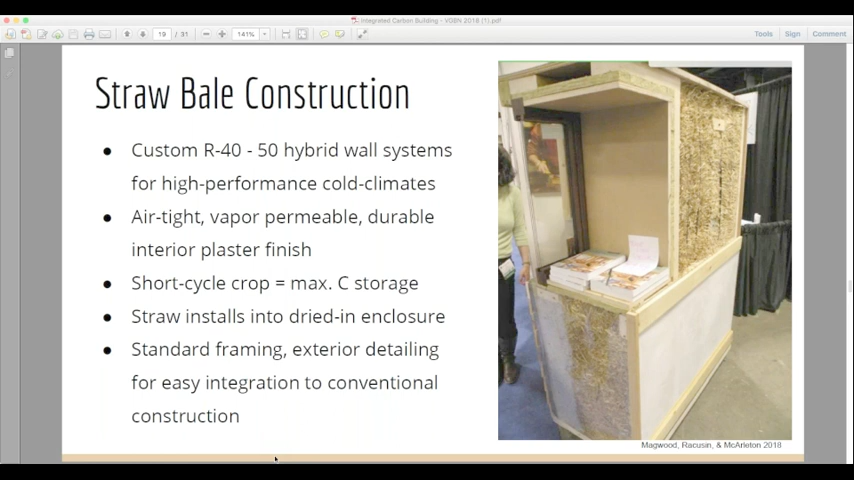 Integrated Carbon Building - VGBN 2018 (1).pdf
19 / 31
141%
Tools
Sign
Comment
Straw Bale Construction
● Custom R-40 - 50 hybrid wall systems
for high-performance cold-climates
● Air-tight, vapor permeable, durable
interior plaster finish
● Short-cycle crop = max. C storage
● Straw installs into dried-in enclosure
● Standard framing, exterior detailing
for easy integration to conventional
construction
Magwood, Racusin, & McArleton 2018